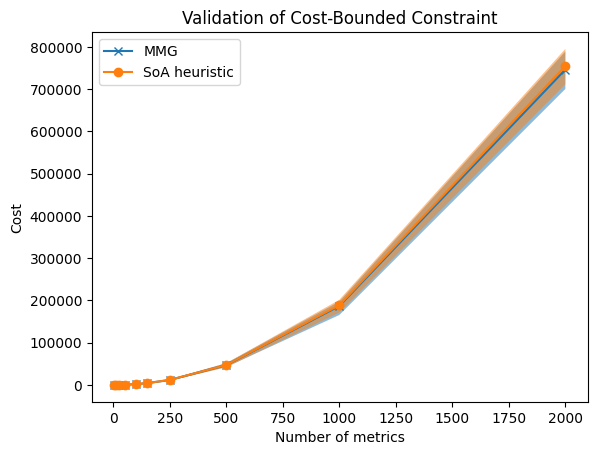 Validation of Cost-Bounded Constraint
MMG
SoA heuristic
Cost
800000
700000
600000
500000
400000
300000
200000
100000
0
0 250 500 750 1000 1250 1500 1750 2000
Number of metrics